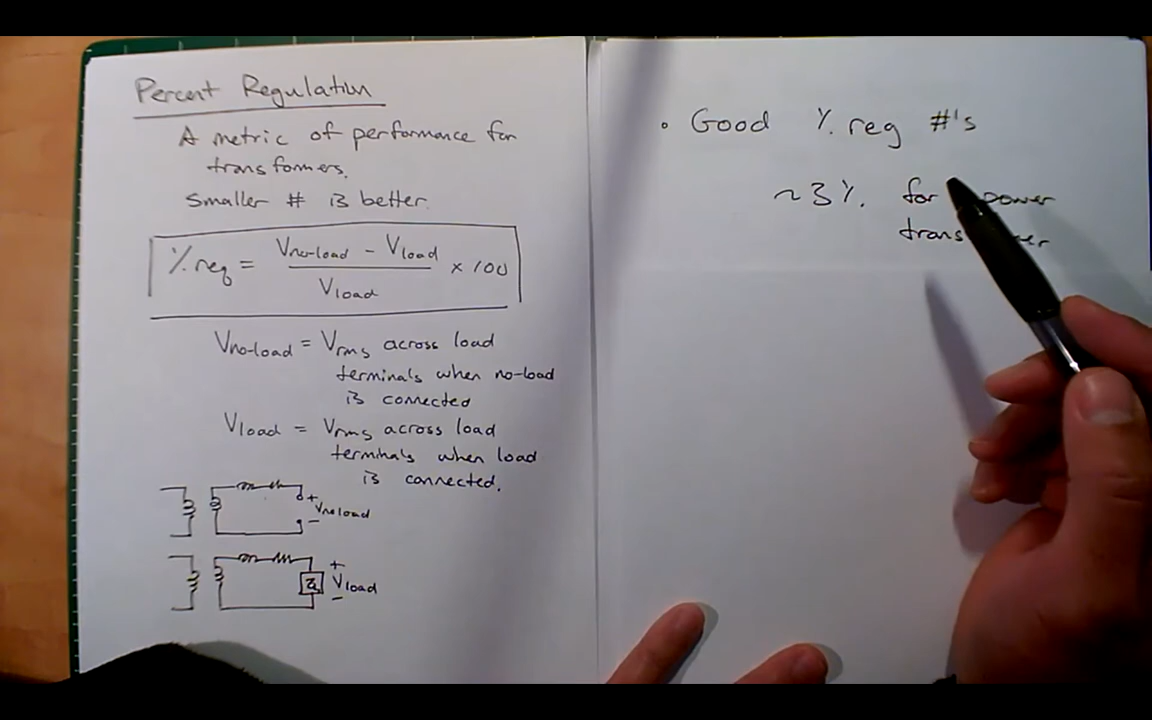 Percent Regulation
A metric of performance for
transformers.
Smaller # is better.
% reg = (Vno-load - Vload) / Vload × 100
Vno-load = Vrms across load
terminals when no-load
is connected
Vload = Vrms across load
terminals when load
is connected.
+
Vno load
-
+
Vload
-
• Good % reg #'s
~3% for power